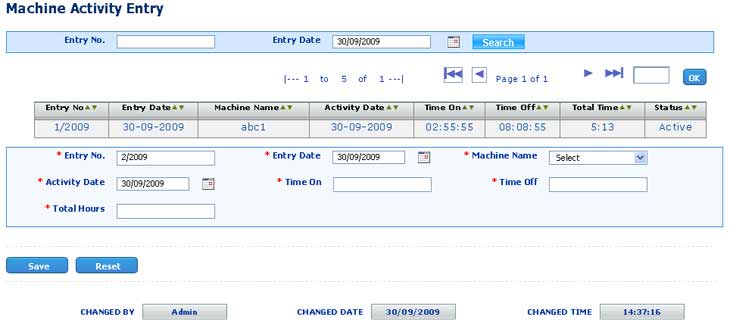 Machine Activity Entry
Entry No. Entry Date 30/09/2009 Search
|--- 1 to 5 of 1 ---| Page 1 of 1 OK
Entry No Entry Date Machine Name Activity Date Time On Time Off Total Time Status
1/2009 30-09-2009 abc1 30-09-2009 02:55:55 08:08:55 5:13 Active
* Entry No. 2/2009 * Entry Date 30/09/2009 * Machine Name Select
* Activity Date 30/09/2009 * Time On * Time Off
* Total Hours
Save Reset
CHANGED BY Admin CHANGED DATE 30/09/2009 CHANGED TIME 14:37:16